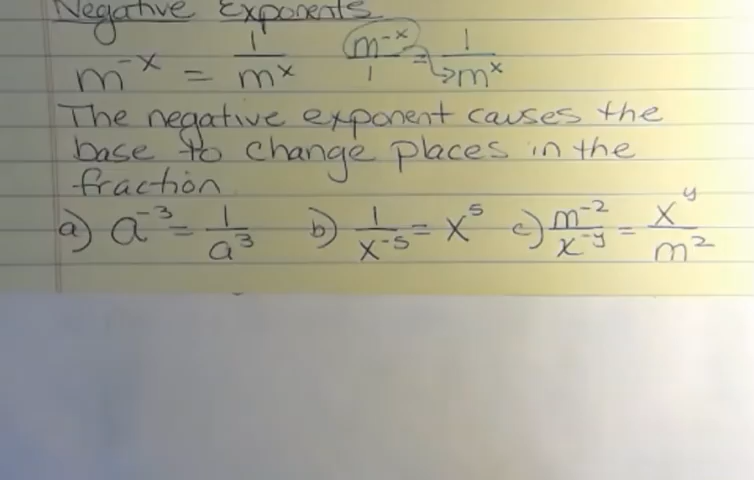 Negative Exponents
m^-x = 1/m^x   m^-x/1 = 1/m^x
The negative exponent causes the
base to change places in the
fraction
a) a^-3 = 1/a^3   b) 1/x^-5 = x^5   c) m^-2/x^-y = x^y/m^2